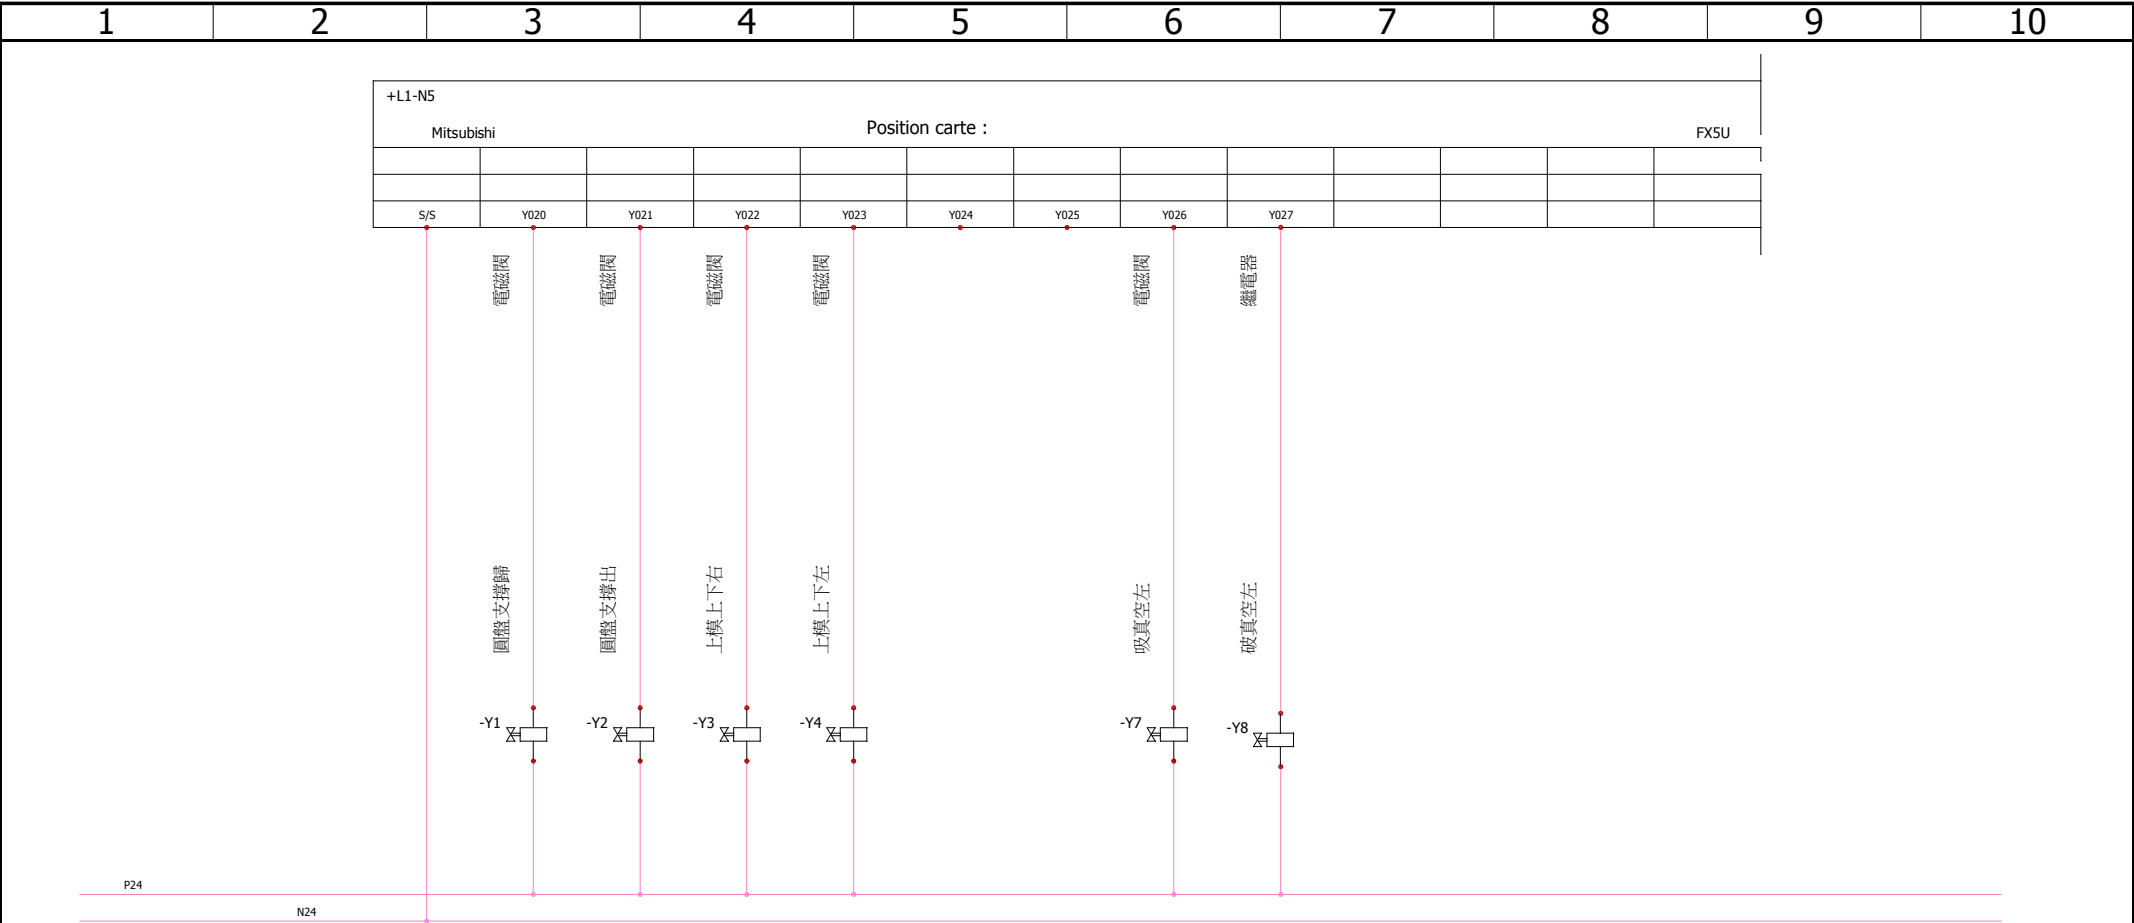 1 2 3 4 5 6 7 8 9 10
+L1-N5
Mitsubishi Position carte : FX5U
S/S Y020 Y021 Y022 Y023 Y024 Y025 Y026 Y027
電磁閥
電磁閥
電磁閥
電磁閥
電磁閥
繼電器
圓盤支撐歸
圓盤支撐出
上模上下右
上模上下左
吸真空左
破真空左
-Y1 -Y2 -Y3 -Y4 -Y7 -Y8
P24
N24